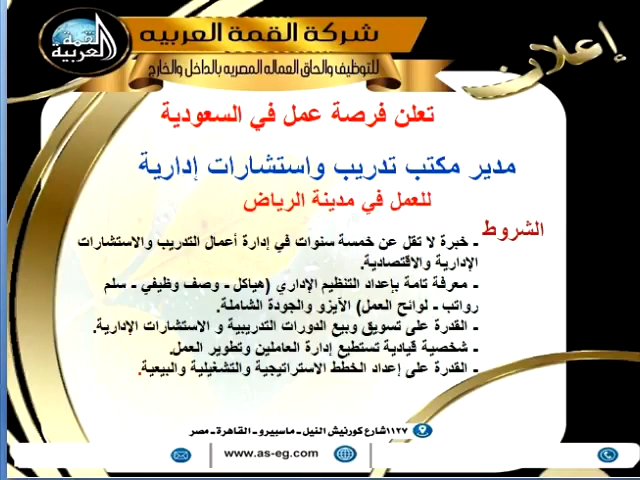 إعلان
القمة
العربية
شركة القمة العربيه
للتوظيف والحاق العماله المصريه بالداخل والخارج
تعلن فرصة عمل في السعودية
مدير مكتب تدريب واستشارات إدارية
للعمل في مدينة الرياض
الشروط
- خبرة لا تقل عن خمسة سنوات في إدارة أعمال التدريب والاستشارات
الإدارية والاقتصادية.
- معرفة تامة بإعداد التنظيم الإداري (هياكل - وصف وظيفي - سلم
رواتب - لوائح العمل) الآيزو والجودة الشاملة.
- القدرة على تسويق وبيع الدورات التدريبية و الاستشارات الإدارية.
- شخصية قيادية تستطيع إدارة العاملين وتطوير العمل.
- القدرة على إعداد الخطط الاستراتيجية والتشغيلية والبيعية.
١١٢٧شارع كورنيش النيل - ماسبيرو - القاهرة - مصر
www.as-eg.com